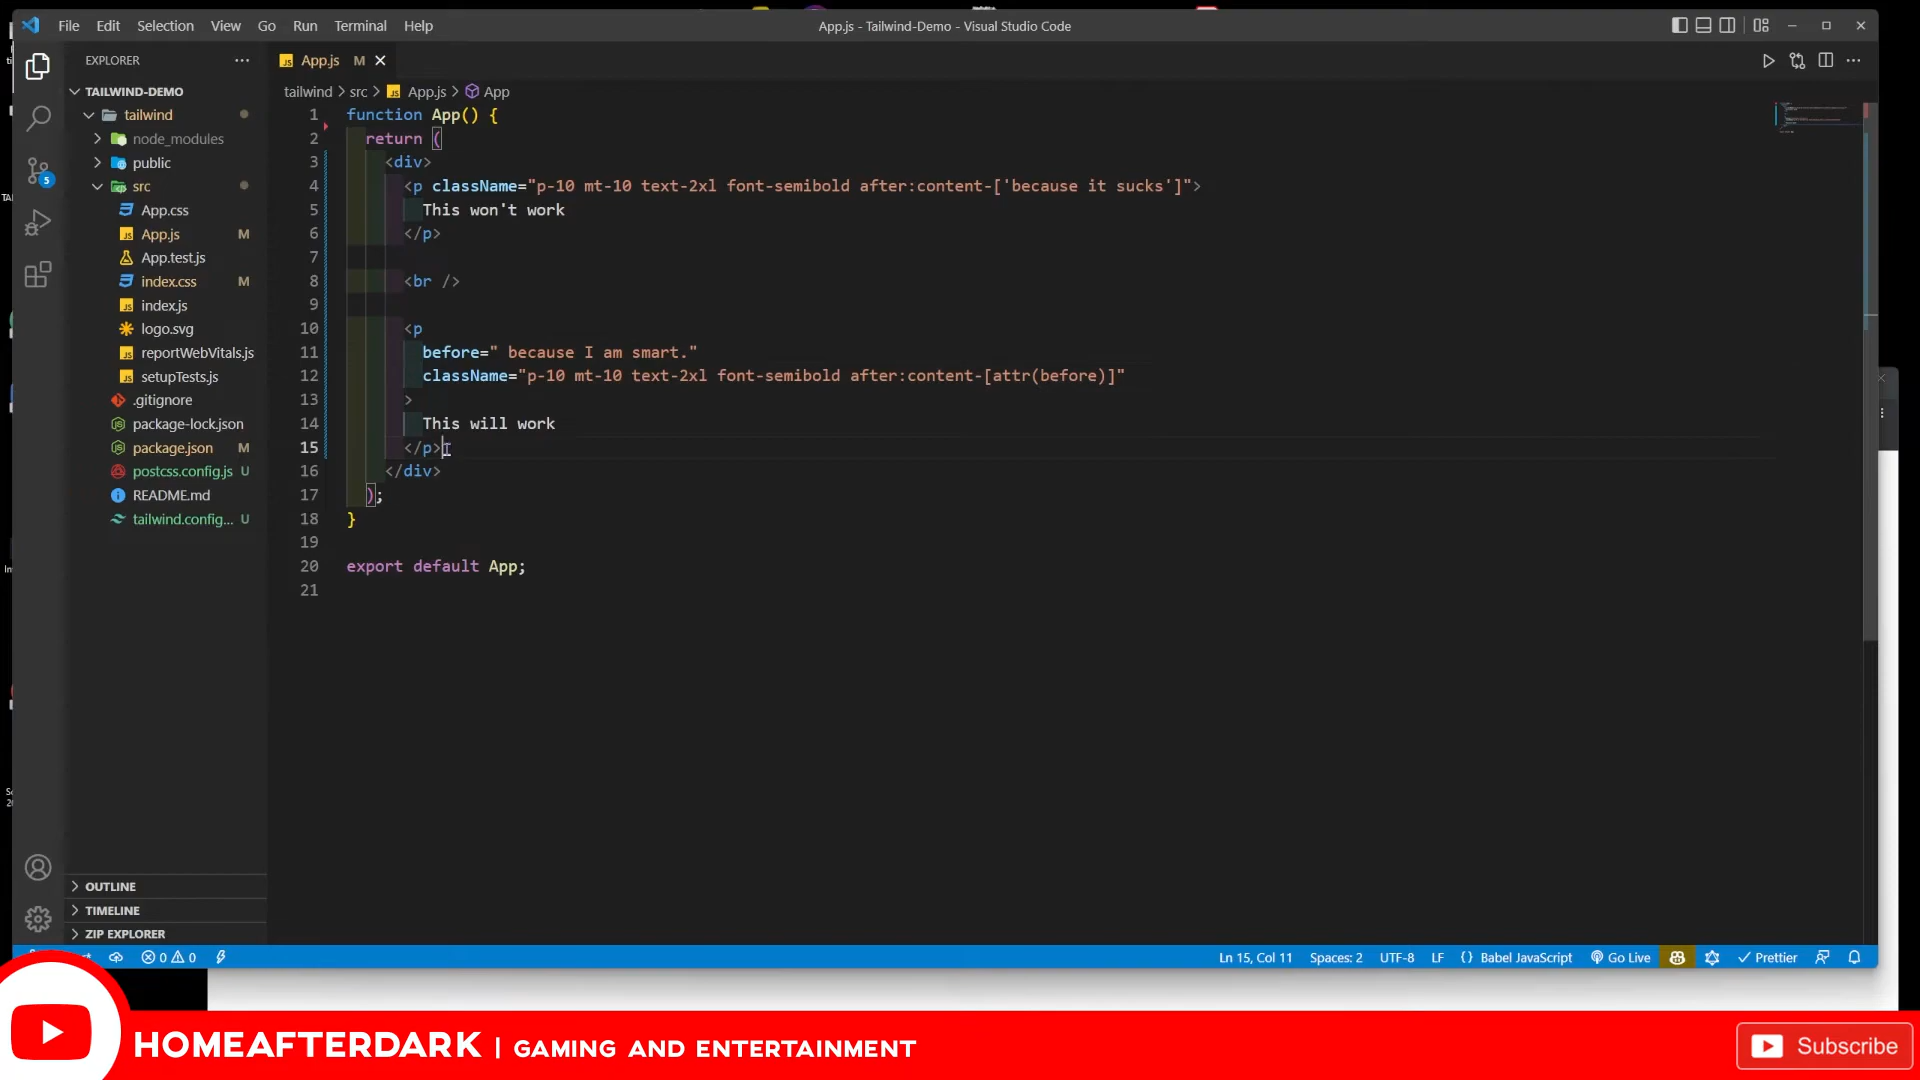 File Edit Selection View Go Run Terminal Help
App.js - Tailwind-Demo - Visual Studio Code
EXPLORER
App.js M
TAILWIND-DEMO
tailwind
node_modules
public
src
App.css
App.js M
App.test.js
index.css M
index.js
logo.svg
reportWebVitals.js
setupTests.js
.gitignore
package-lock.json
package.json M
postcss.config.js U
README.md
tailwind.config... U
OUTLINE
TIMELINE
ZIP EXPLORER
5
tailwind > src > App.js > App
1 function App() {
2 return (
3 <div>
4 <p className="p-10 mt-10 text-2xl font-semibold after:content-['because it sucks']">
5 This won't work
6 </p>
7
8 <br />
9
10 <p
11 before=" because I am smart."
12 className="p-10 mt-10 text-2xl font-semibold after:content-[attr(before)]"
13 >
14 This will work
15 </p>
16 </div>
17 );
18 }
19
20 export default App;
21
0 0
Ln 15, Col 11 Spaces: 2 UTF-8 LF {} Babel JavaScript Go Live Prettier
HOMEAFTERDARK | GAMING AND ENTERTAINMENT
Subscribe